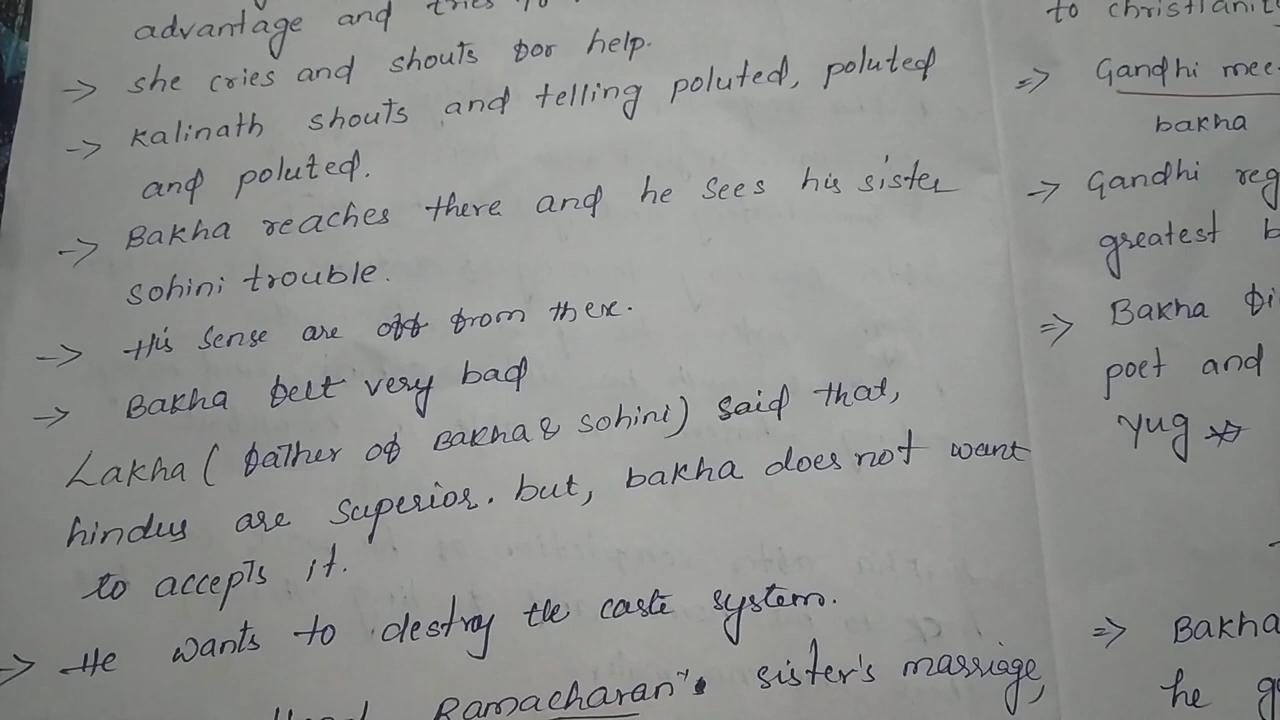 advantage and tries to
-> she cries and shouts for help.
-> Kalinath shouts and telling poluted, poluted
and poluted.
-> Bakha reaches there and he sees his sister
sohini trouble.
-> His sense are off from there.
-> Bakha felt very bad
Lakha ( father of Bakha & sohini) said that,
hindus are superior. but, bakha does not want
to accepts it.
-> He wants to destroy the caste system.
Ramacharan's sister's marriage,
to christianit
=> Gandhi mee
bakha
-> Gandhi reg
greatest b
=> Bakha fi
poet and
Yug
=> Bakha
he g